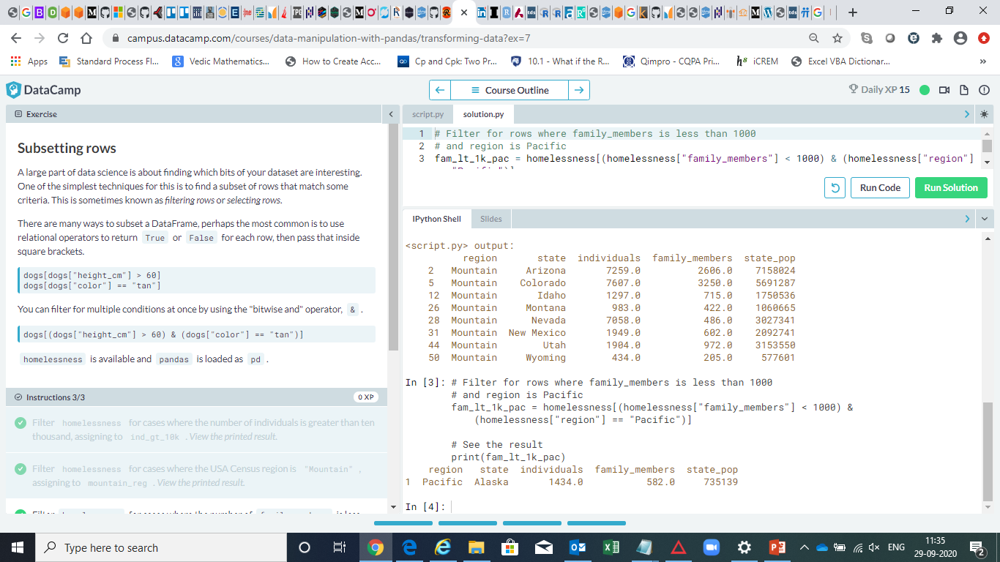 campus.datacamp.com/courses/data-manipulation-with-pandas/transforming-data?ex=7
Apps
Standard Process Fl...
Vedic Mathematics...
How to Create Acc...
Cp and Cpk: Two Pr...
10.1 - What if the R...
Qimpro - CQPA Pri...
iCREM
Excel VBA Dictionar...
»
DataCamp
Course Outline
Daily XP 15
Exercise
Subsetting rows
A large part of data science is about finding which bits of your dataset are interesting.
One of the simplest techniques for this is to find a subset of rows that match some
criteria. This is sometimes known as filtering rows or selecting rows.
There are many ways to subset a DataFrame, perhaps the most common is to use
relational operators to return True or False for each row, then pass that inside
square brackets.
dogs[dogs["height_cm"] > 60]
dogs[dogs["color"] == "tan"]
You can filter for multiple conditions at once by using the "bitwise and" operator, & .
dogs[(dogs["height_cm"] > 60) & (dogs["color"] == "tan")]
homelessness is available and pandas is loaded as pd .
Instructions 3/3
0 XP
Filter homelessness for cases where the number of individuals is greater than ten
thousand, assigning to ind_gt_10k . View the printed result.
Filter homelessness for cases where the USA Census region is "Mountain" ,
assigning to mountain_reg . View the printed result.
script.py
solution.py
1 # Filter for rows where family_members is less than 1000
2 # and region is Pacific
3 fam_lt_1k_pac = homelessness[(homelessness["family_members"] < 1000) & (homelessness["region"]
Run Code
Run Solution
IPython Shell
Slides
<script.py> output:
region state individuals family_members state_pop
2 Mountain Arizona 7259.0 2606.0 7158024
5 Mountain Colorado 7607.0 3250.0 5691287
12 Mountain Idaho 1297.0 715.0 1750536
26 Mountain Montana 983.0 422.0 1060665
28 Mountain Nevada 7058.0 486.0 3027341
31 Mountain New Mexico 1949.0 602.0 2092741
44 Mountain Utah 1904.0 972.0 3153550
50 Mountain Wyoming 434.0 205.0 577601
In [3]: # Filter for rows where family_members is less than 1000
# and region is Pacific
fam_lt_1k_pac = homelessness[(homelessness["family_members"] < 1000) &
(homelessness["region"] == "Pacific")]
# See the result
print(fam_lt_1k_pac)
region state individuals family_members state_pop
1 Pacific Alaska 1434.0 582.0 735139
In [4]:
Type here to search
ENG
11:35
29-09-2020
2